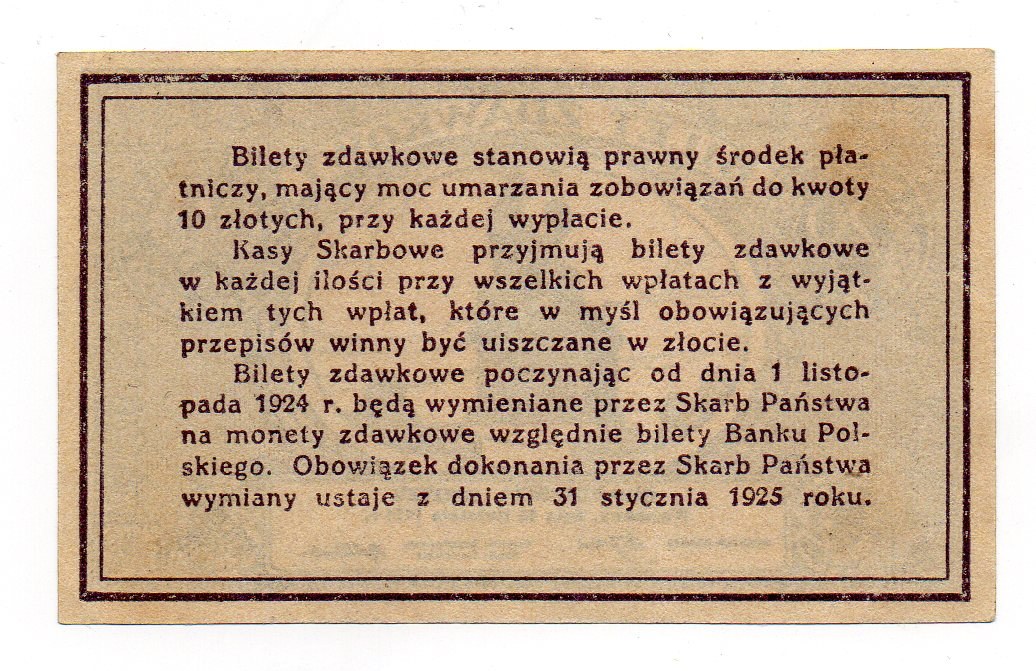 Bilety zdawkowe stanowią prawny środek pła-
tniczy, mający moc umarzania zobowiązań do kwoty
10 złotych, przy każdej wypłacie.
Kasy Skarbowe przyjmują bilety zdawkowe
w każdej ilości przy wszelkich wpłatach z wyjąt-
kiem tych wpłat, które w myśl obowiązujących
przepisów winny być uiszczane w złocie.
Bilety zdawkowe poczynając od dnia 1 listo-
pada 1924 r. będą wymieniane przez Skarb Państwa
na monety zdawkowe względnie bilety Banku Pol-
skiego. Obowiązek dokonania przez Skarb Państwa
wymiany ustaje z dniem 31 stycznia 1925 roku.